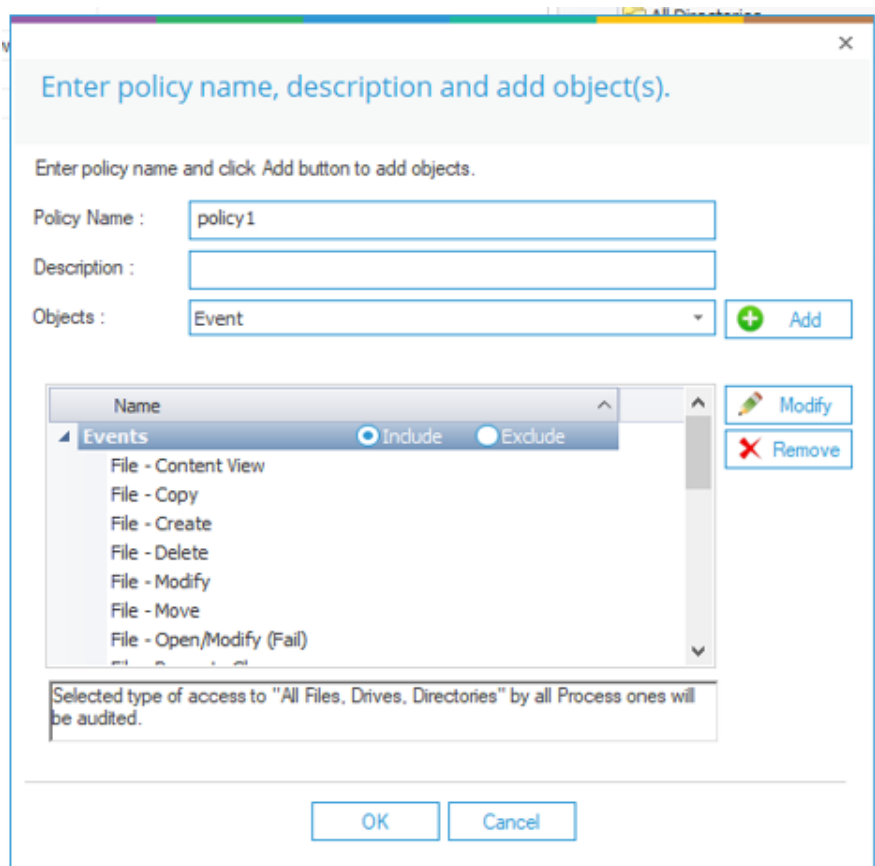 All Directories
Enter policy name, description and add object(s).
Enter policy name and click Add button to add objects.
Policy Name : policy1
Description :
Objects : Event Add
Name Modify
Events Include Exclude Remove
File - Content View
File - Copy
File - Create
File - Delete
File - Modify
File - Move
File - Open/Modify (Fail)
Selected type of access to "All Files, Drives, Directories" by all Process ones will
be audited.
OK Cancel